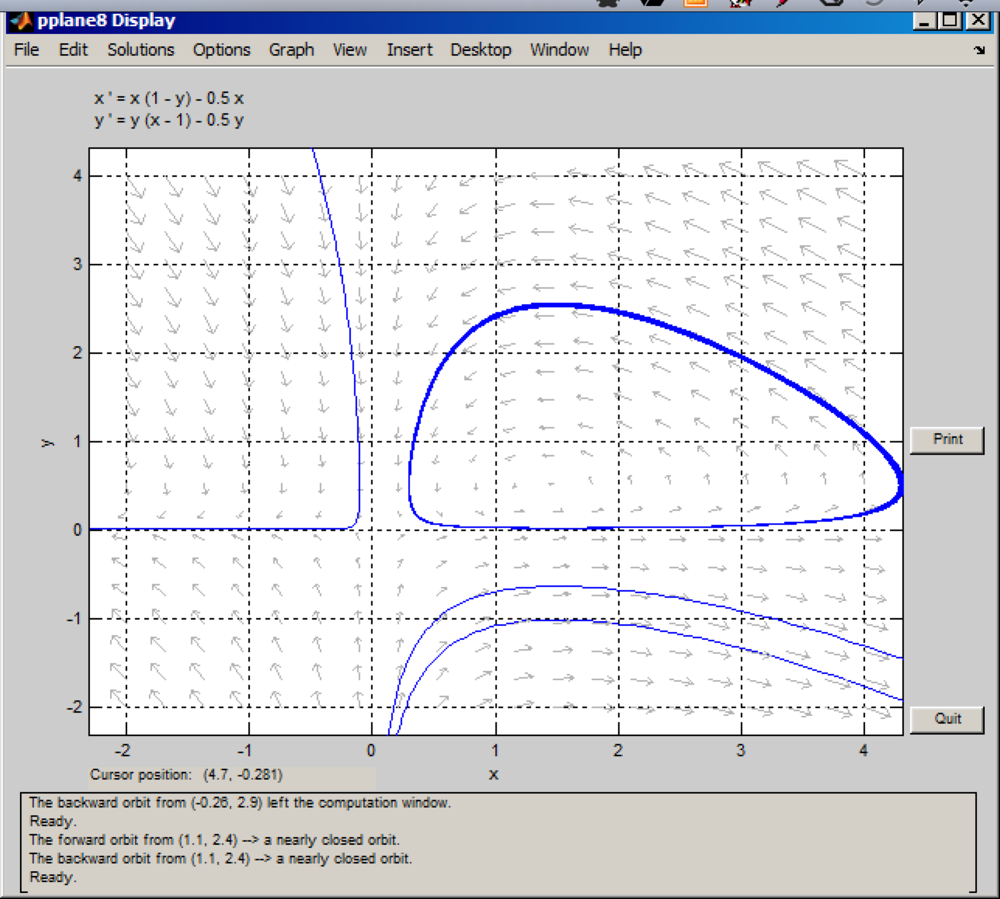 pplane8 Display
File Edit Solutions Options Graph View Insert Desktop Window Help
x ' = x (1 - y) - 0.5 x
y ' = y (x - 1) - 0.5 y
4
3
2
1
0
-1
-2
y
-2 -1 0 1 2 3 4
x
Print
Quit
Cursor position: (4.7, -0.281)
The backward orbit from (-0.26, 2.9) left the computation window.
Ready.
The forward orbit from (1.1, 2.4) --> a nearly closed orbit.
The backward orbit from (1.1, 2.4) --> a nearly closed orbit.
Ready.